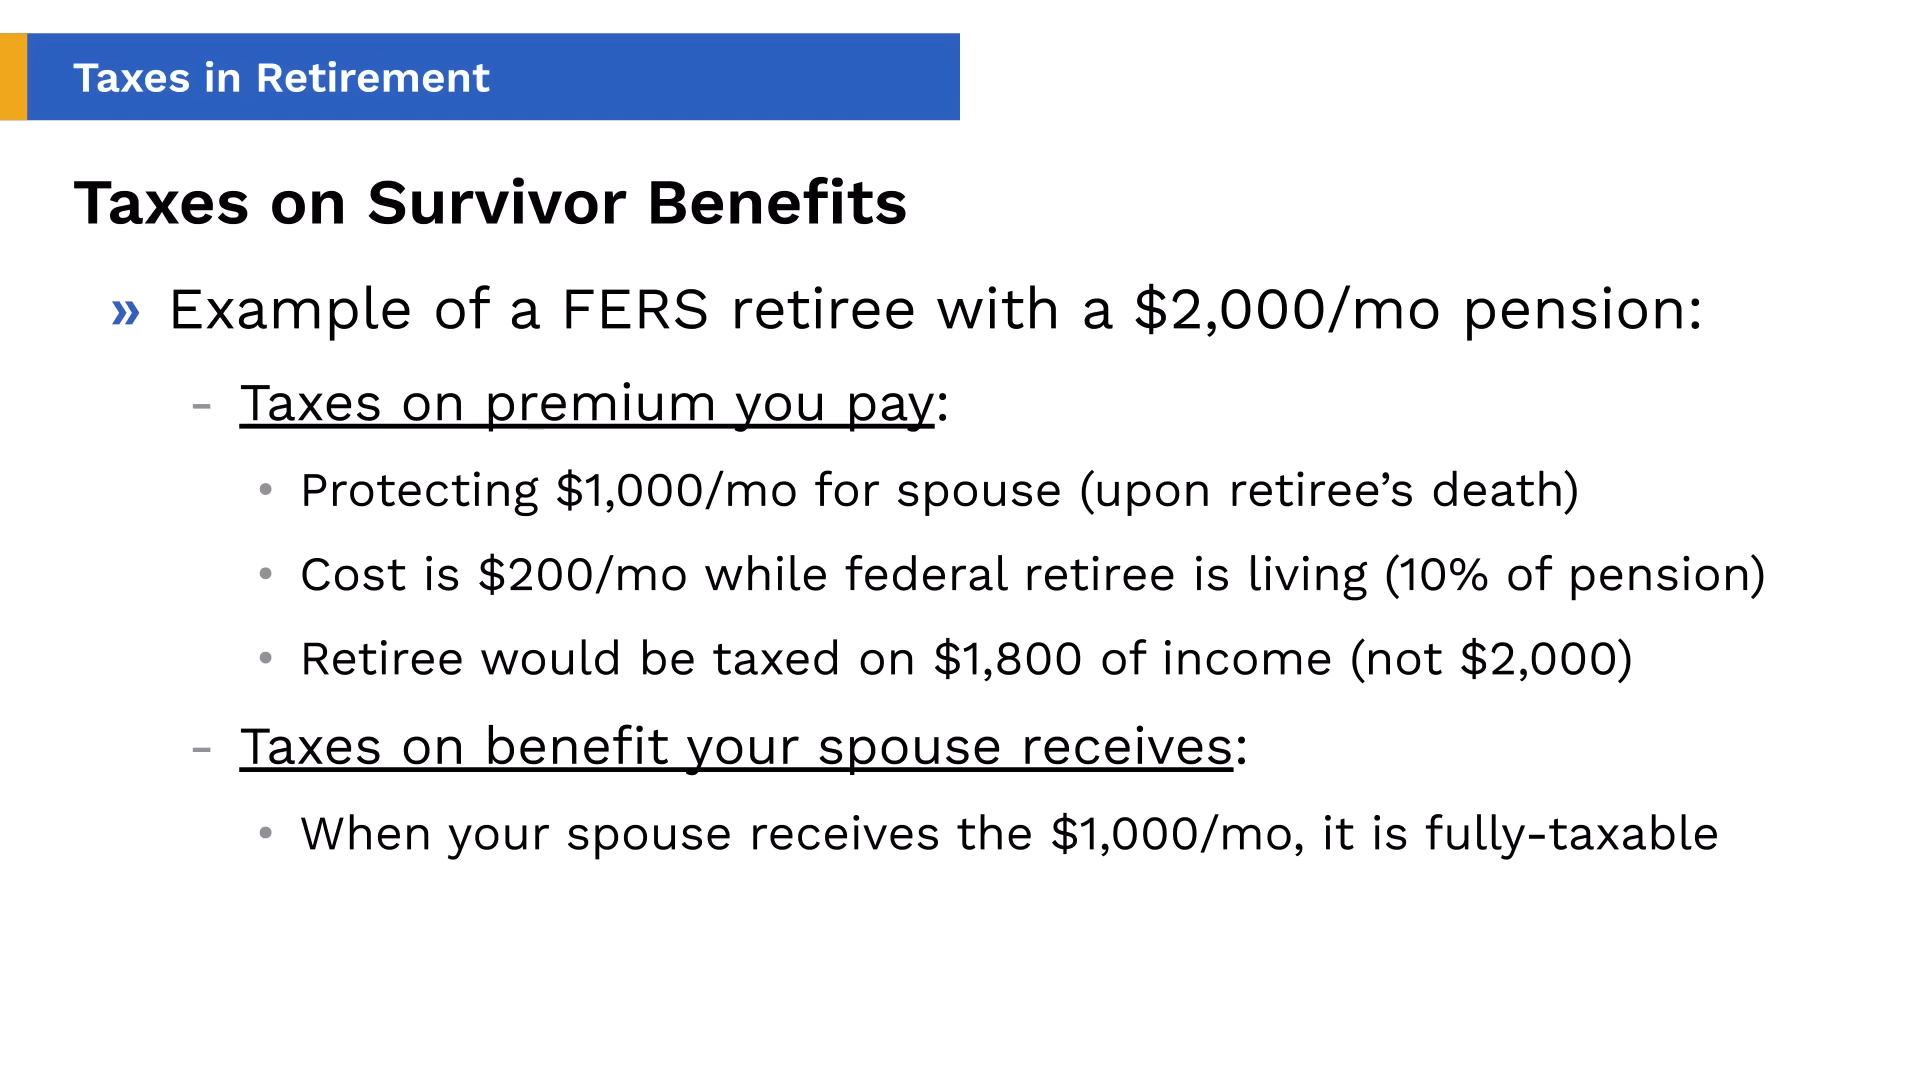 Taxes in Retirement
Taxes on Survivor Benefits
» Example of a FERS retiree with a $2,000/mo pension:
- Taxes on premium you pay:
• Protecting $1,000/mo for spouse (upon retiree’s death)
• Cost is $200/mo while federal retiree is living (10% of pension)
• Retiree would be taxed on $1,800 of income (not $2,000)
- Taxes on benefit your spouse receives:
• When your spouse receives the $1,000/mo, it is fully-taxable